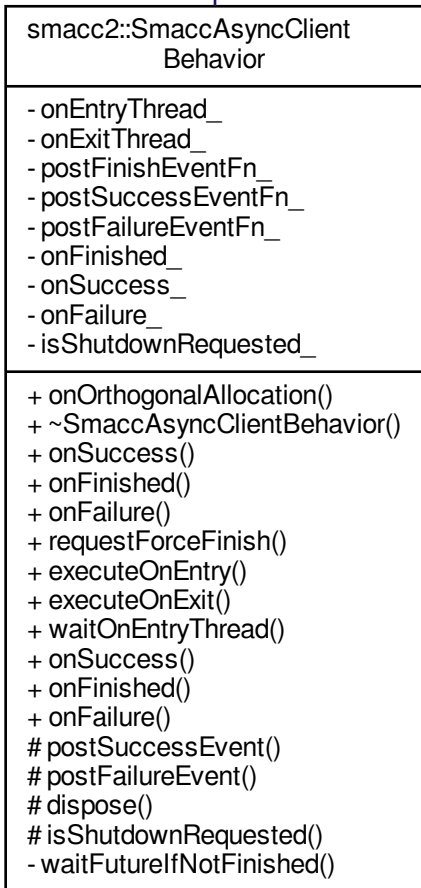 smacc2::SmaccAsyncClient
Behavior
- onEntryThread_
- onExitThread_
- postFinishEventFn_
- postSuccessEventFn_
- postFailureEventFn_
- onFinished_
- onSuccess_
- onFailure_
- isShutdownRequested_
+ onOrthogonalAllocation()
+ ~SmaccAsyncClientBehavior()
+ onSuccess()
+ onFinished()
+ onFailure()
+ requestForceFinish()
+ executeOnEntry()
+ executeOnExit()
+ waitOnEntryThread()
+ onSuccess()
+ onFinished()
+ onFailure()
# postSuccessEvent()
# postFailureEvent()
# dispose()
# isShutdownRequested()
- waitFutureIfNotFinished()